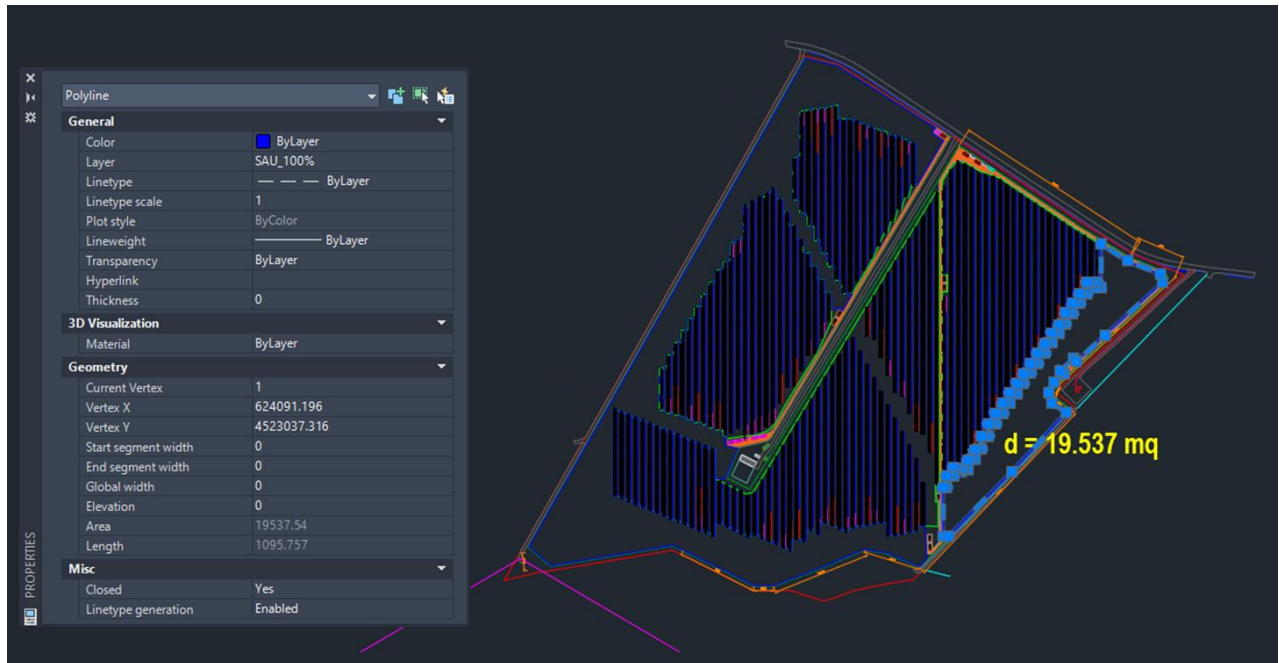 Polyline
General
Color ByLayer
Layer SAU_100%
Linetype ByLayer
Linetype scale 1
Plot style ByColor
Lineweight ByLayer
Transparency ByLayer
Hyperlink
Thickness 0
3D Visualization
Material ByLayer
Geometry
Current Vertex 1
Vertex X 624091.196
Vertex Y 4523037.316
Start segment width 0
End segment width 0
Global width 0
Elevation 0
Area 19537.54
Length 1095.757
Misc
Closed Yes
Linetype generation Enabled
PROPERTIES
d = 19.537 mq